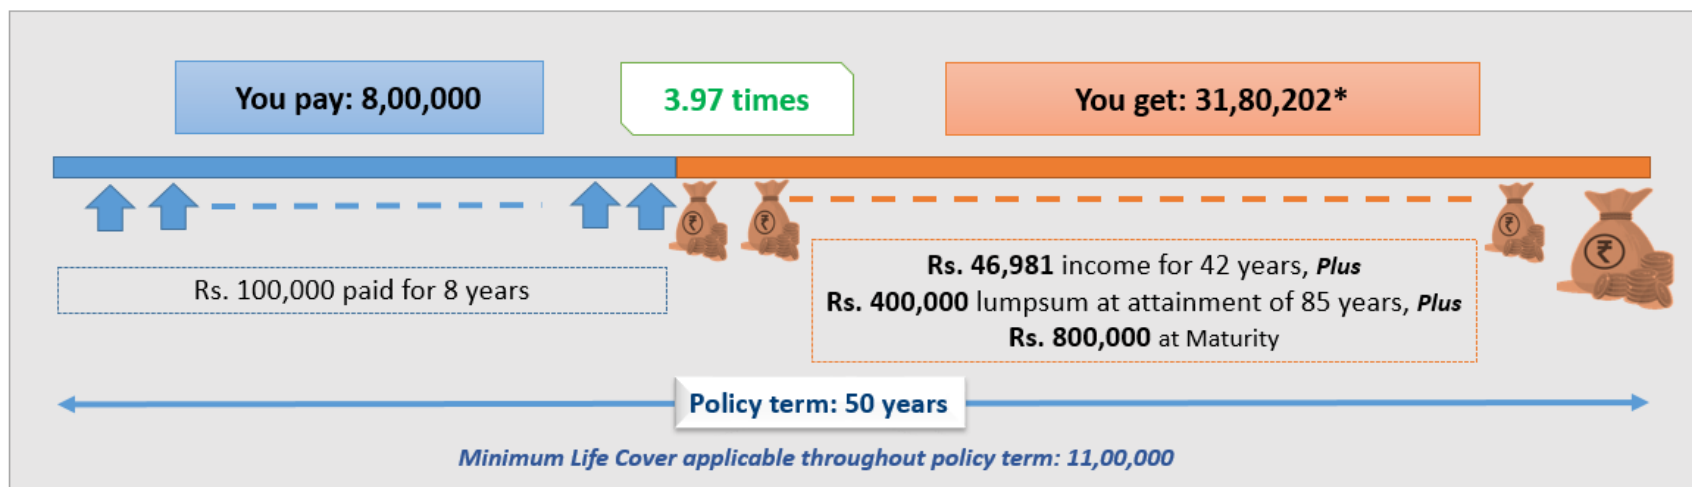 You pay: 8,00,000
3.97 times
You get: 31,80,202*
Rs. 100,000 paid for 8 years
Rs. 46,981 income for 42 years, Plus
Rs. 400,000 lumpsum at attainment of 85 years, Plus
Rs. 800,000 at Maturity
Policy term: 50 years
Minimum Life Cover applicable throughout policy term: 11,00,000